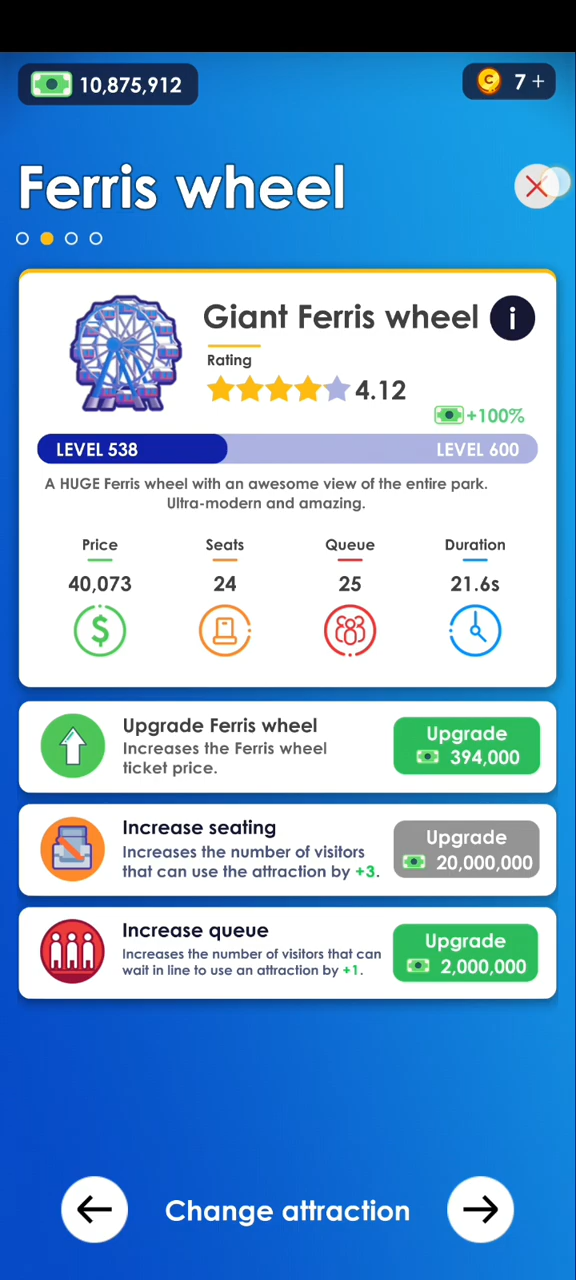 10,875,912
7 +
Ferris wheel
Giant Ferris wheel
i
Rating
4.12
+100%
LEVEL 538
LEVEL 600
A HUGE Ferris wheel with an awesome view of the entire park.
Ultra-modern and amazing.
Price
Seats
Queue
Duration
40,073
24
25
21.6s
Upgrade Ferris wheel
Increases the Ferris wheel
ticket price.
Upgrade
394,000
Increase seating
Increases the number of visitors
that can use the attraction by +3.
Upgrade
20,000,000
Increase queue
Increases the number of visitors that can
wait in line to use an attraction by +1.
Upgrade
2,000,000
Change attraction